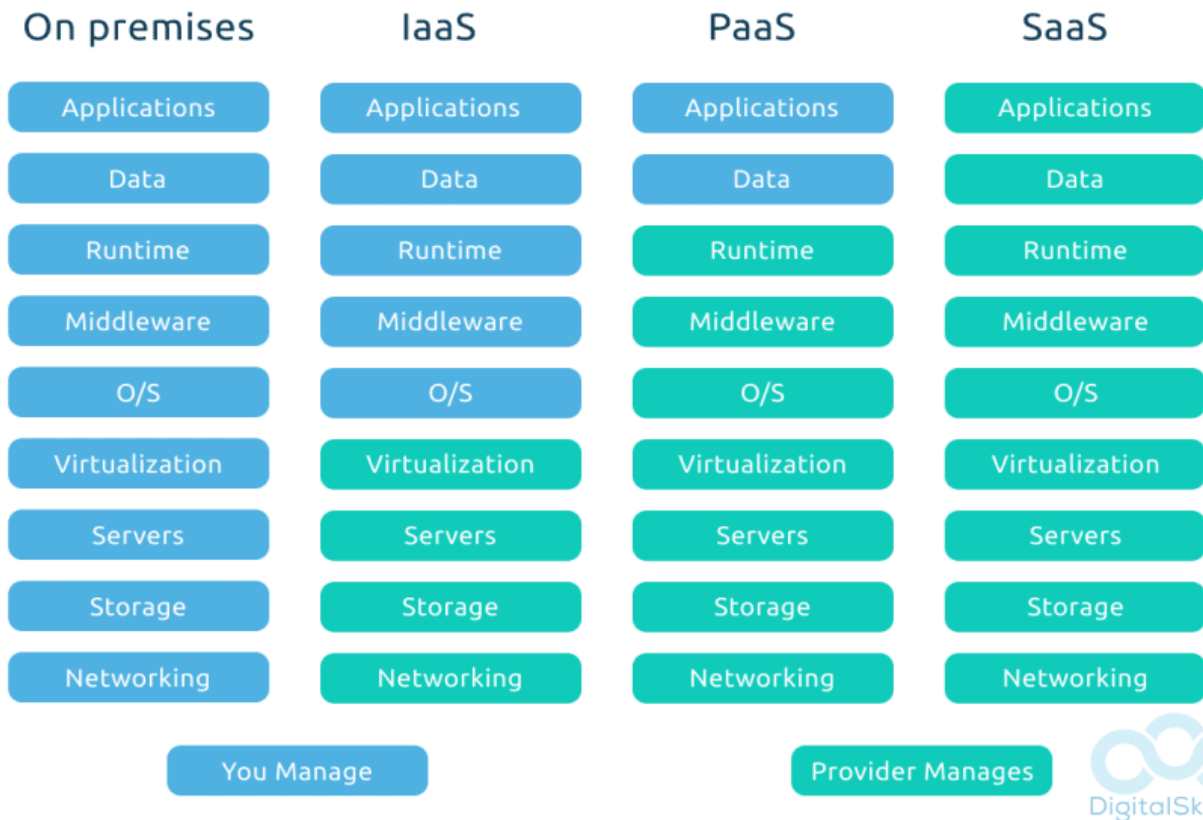 On premises IaaS PaaS SaaS
Applications Applications Applications Applications
Data Data Data Data
Runtime Runtime Runtime Runtime
Middleware Middleware Middleware Middleware
O/S O/S O/S O/S
Virtualization Virtualization Virtualization Virtualization
Servers Servers Servers Servers
Storage Storage Storage Storage
Networking Networking Networking Networking
You Manage Provider Manages
DigitalSk